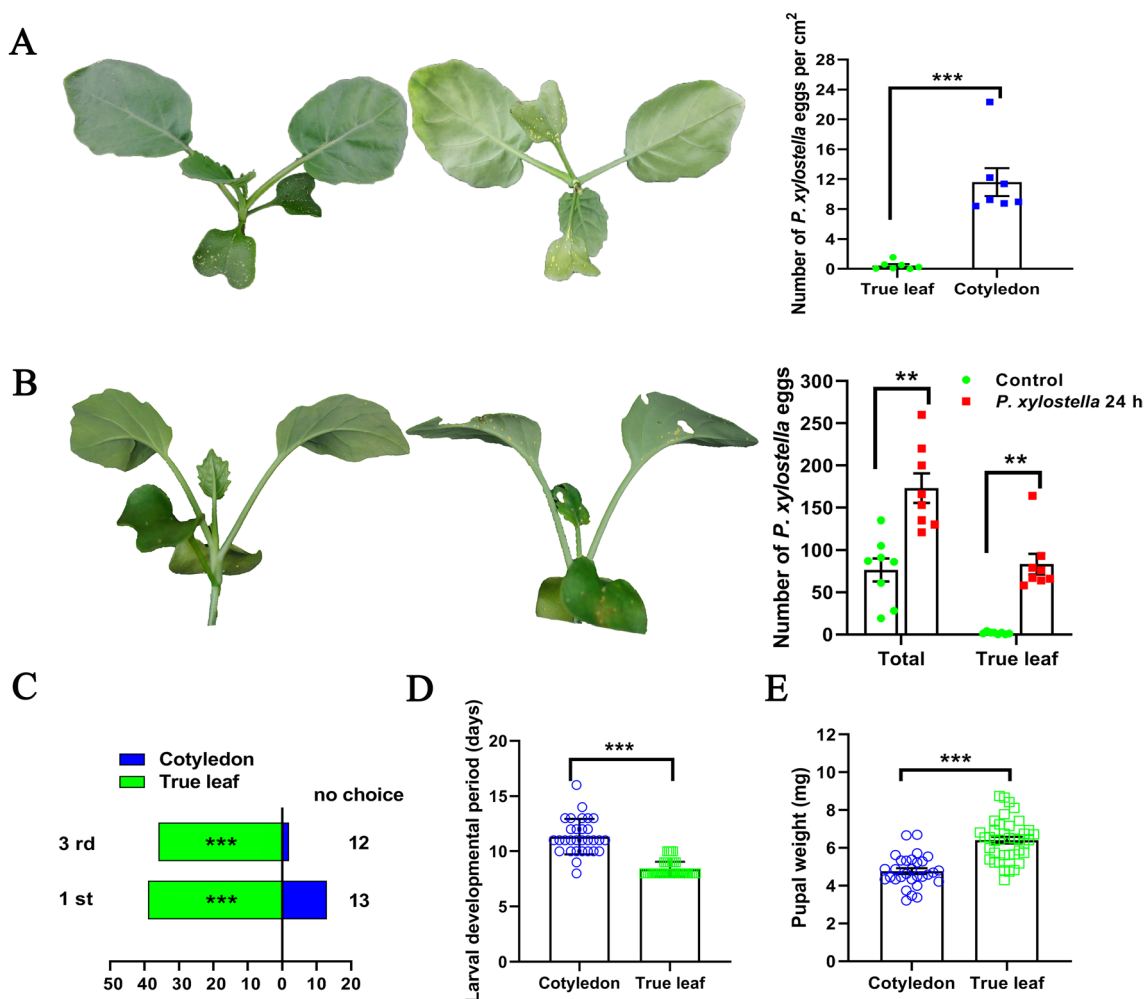 A
Number of P. xylostella eggs per cm²
28
24
20
16
12
8
4
0
***
True leaf
Cotyledon
B
Number of P. xylostella eggs
300
250
200
150
100
50
0
**
**
Control
P. xylostella 24 h
Total
True leaf
C
Cotyledon
True leaf
no choice
3 rd
***
12
1 st
***
13
50 40 30 20 10 0 10 20
D
Larval developmental period (days)
20
15
10
5
0
***
Cotyledon
True leaf
E
Pupal weight (mg)
12
10
8
6
4
2
0
***
Cotyledon
True leaf